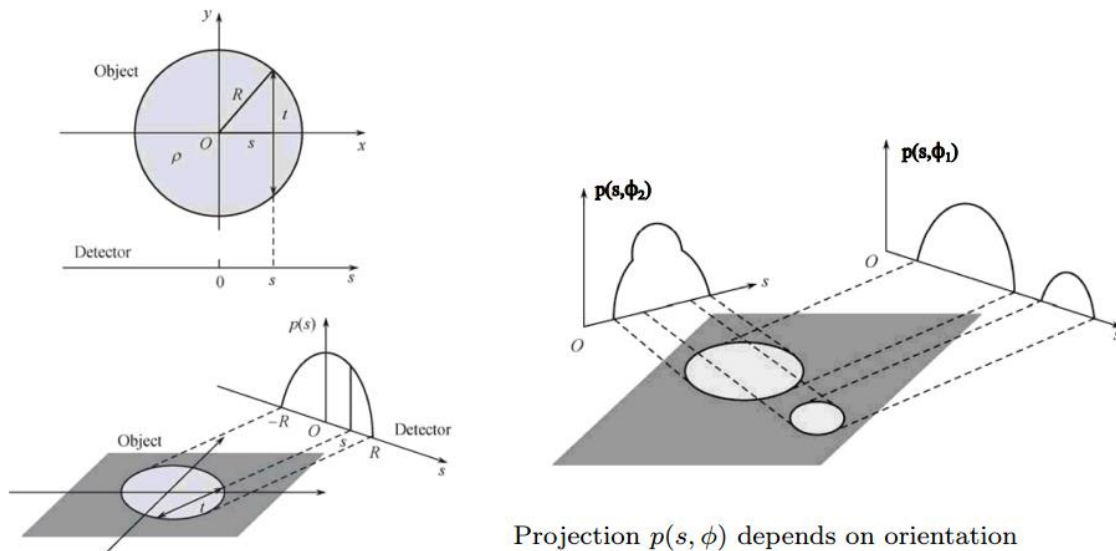 y
Object
R
t
O
s
x
ρ
Detector
0
s
s
p(s)
−R
O
s
R
Detector
s
Object
t
p(s,ϕ₂)
s
O
p(s,ϕ₁)
O
s
Projection p(s, ϕ) depends on orientation